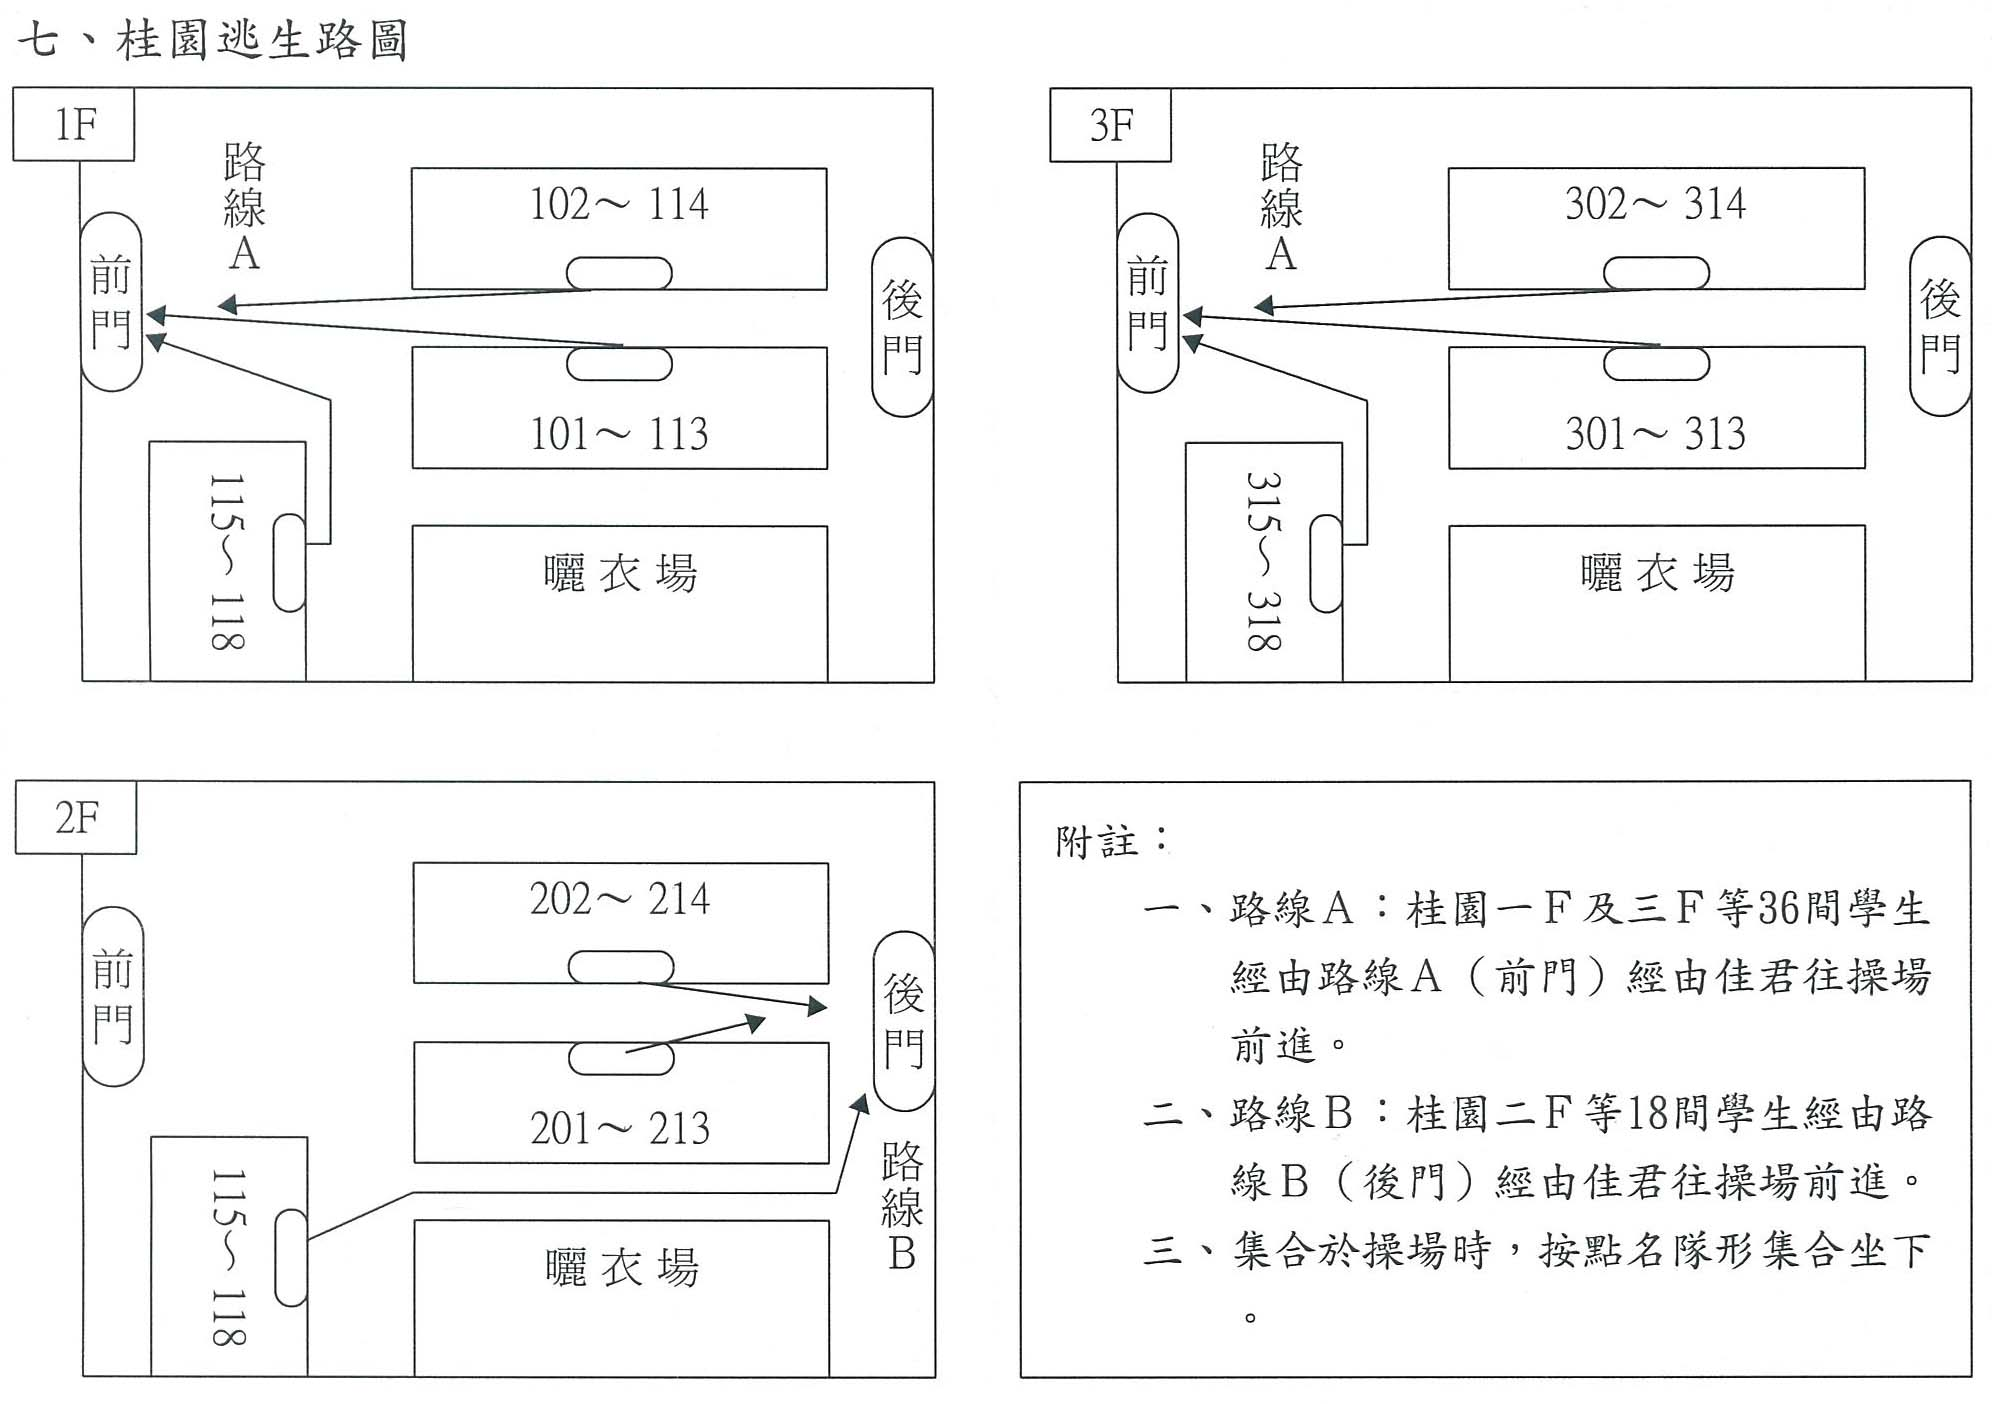 七、桂園逃生路圖
1F
路線A
102～114
前門
後門
101～113
115～118
曬衣場
3F
路線A
302～314
前門
後門
301～313
315～318
曬衣場
2F
202～214
前門
後門
201～213
路線B
115～118
曬衣場
附註：
一、路線A：桂園一F及三F等36間學生
經由路線A（前門）經由佳君往操場
前進。
二、路線B：桂園二F等18間學生經由路
線B（後門）經由佳君往操場前進。
三、集合於操場時，按點名隊形集合坐下
。